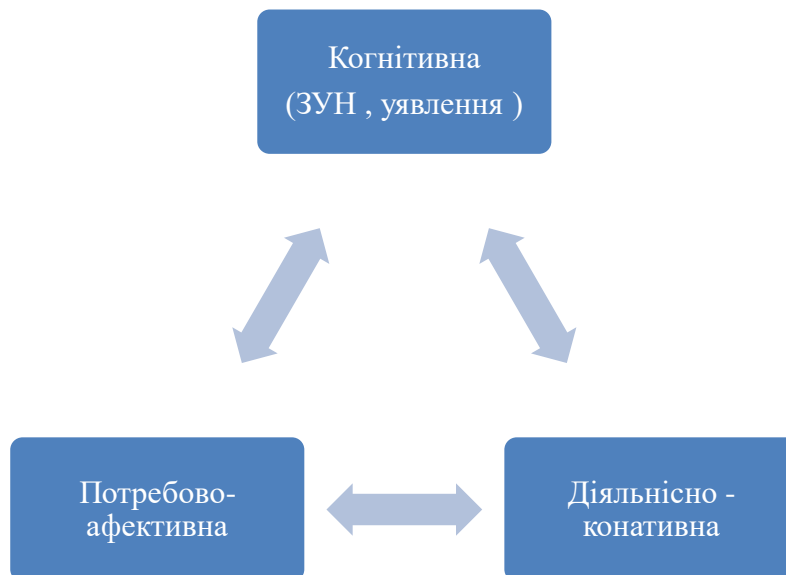 Когнітивна
(ЗУН , уявлення )
Потребово-
афективна
Діяльнісно -
конативна